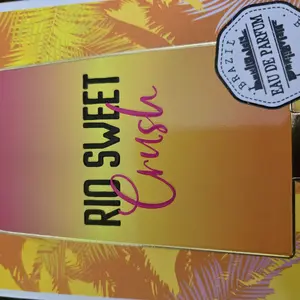 RIO SWEET
Crush
BRAZIL
EAU DE PARFUM